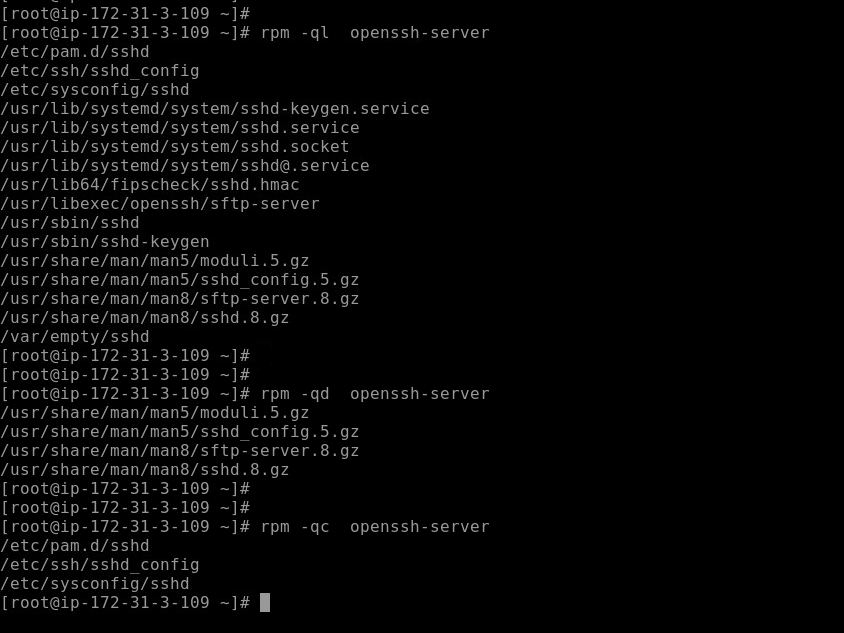 [root@ip-172-31-3-109 ~]#
[root@ip-172-31-3-109 ~]# rpm -ql  openssh-server
/etc/pam.d/sshd
/etc/ssh/sshd_config
/etc/sysconfig/sshd
/usr/lib/systemd/system/sshd-keygen.service
/usr/lib/systemd/system/sshd.service
/usr/lib/systemd/system/sshd.socket
/usr/lib/systemd/system/sshd@.service
/usr/lib64/fipscheck/sshd.hmac
/usr/libexec/openssh/sftp-server
/usr/sbin/sshd
/usr/sbin/sshd-keygen
/usr/share/man/man5/moduli.5.gz
/usr/share/man/man5/sshd_config.5.gz
/usr/share/man/man8/sftp-server.8.gz
/usr/share/man/man8/sshd.8.gz
/var/empty/sshd
[root@ip-172-31-3-109 ~]#
[root@ip-172-31-3-109 ~]#
[root@ip-172-31-3-109 ~]# rpm -qd  openssh-server
/usr/share/man/man5/moduli.5.gz
/usr/share/man/man5/sshd_config.5.gz
/usr/share/man/man8/sftp-server.8.gz
/usr/share/man/man8/sshd.8.gz
[root@ip-172-31-3-109 ~]#
[root@ip-172-31-3-109 ~]#
[root@ip-172-31-3-109 ~]# rpm -qc  openssh-server
/etc/pam.d/sshd
/etc/ssh/sshd_config
/etc/sysconfig/sshd
[root@ip-172-31-3-109 ~]#